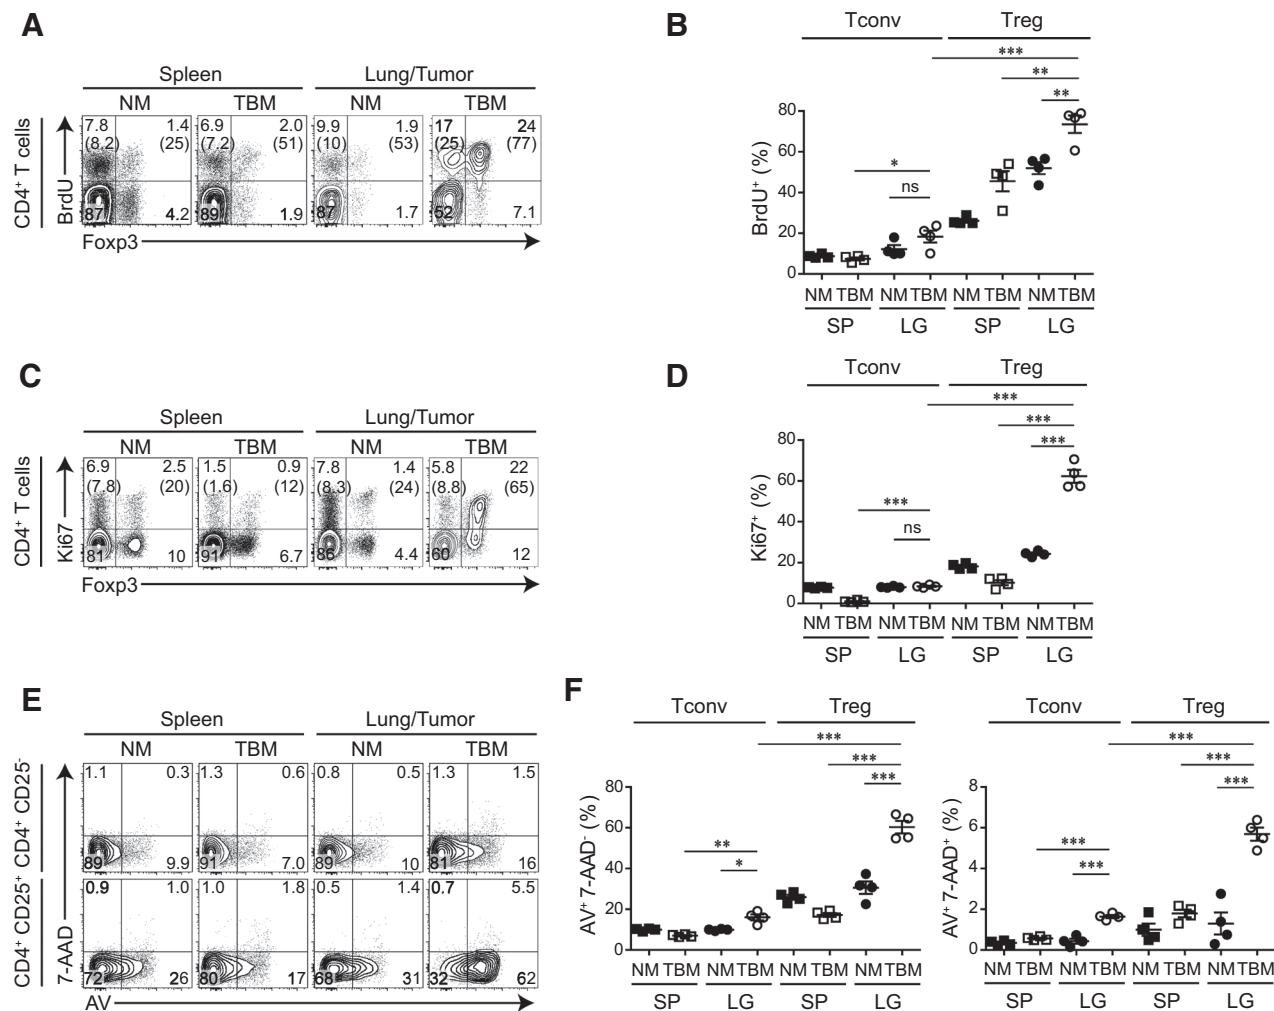 A
Spleen Lung/Tumor
NM TBM NM TBM
CD4⁺ T cells
BrdU
7.8 1.4 6.9 2.0 9.9 1.9 17 24
(8.2) (25) (7.2) (51) (10) (53) (25) (77)
87 4.2 89 1.9 87 1.7 52 7.1
Foxp3
B
Tconv Treg
***
**
**
*
ns
BrdU⁺ (%)
80
60
40
20
0
NM TBM NM TBM NM TBM NM TBM
SP LG SP LG
C
Spleen Lung/Tumor
NM TBM NM TBM
CD4⁺ T cells
Ki67
6.9 2.5 1.5 0.9 7.8 1.4 5.8 22
(7.8) (20) (1.6) (12) (8.3) (24) (8.8) (65)
81 10 91 6.7 86 4.4 60 12
Foxp3
D
Tconv Treg
***
***
***
***
ns
Ki67⁺ (%)
80
60
40
20
0
NM TBM NM TBM NM TBM NM TBM
SP LG SP LG
E
Spleen Lung/Tumor
NM TBM NM TBM
CD4⁺ CD25⁻
1.1 0.3 1.3 0.6 0.8 0.5 1.3 1.5
89 9.9 91 7.0 89 10 81 16
CD4⁺ CD25⁺
7-AAD
0.9 1.0 1.0 1.8 0.5 1.4 0.7 5.5
72 26 80 17 68 31 32 62
AV
F
Tconv Treg
***
***
***
**
*
AV⁺ 7-AAD⁻ (%)
80
60
40
20
0
NM TBM NM TBM NM TBM NM TBM
SP LG SP LG
Tconv Treg
***
***
***
***
***
AV⁺ 7-AAD⁺ (%)
8
6
4
2
0
NM TBM NM TBM NM TBM NM TBM
SP LG SP LG